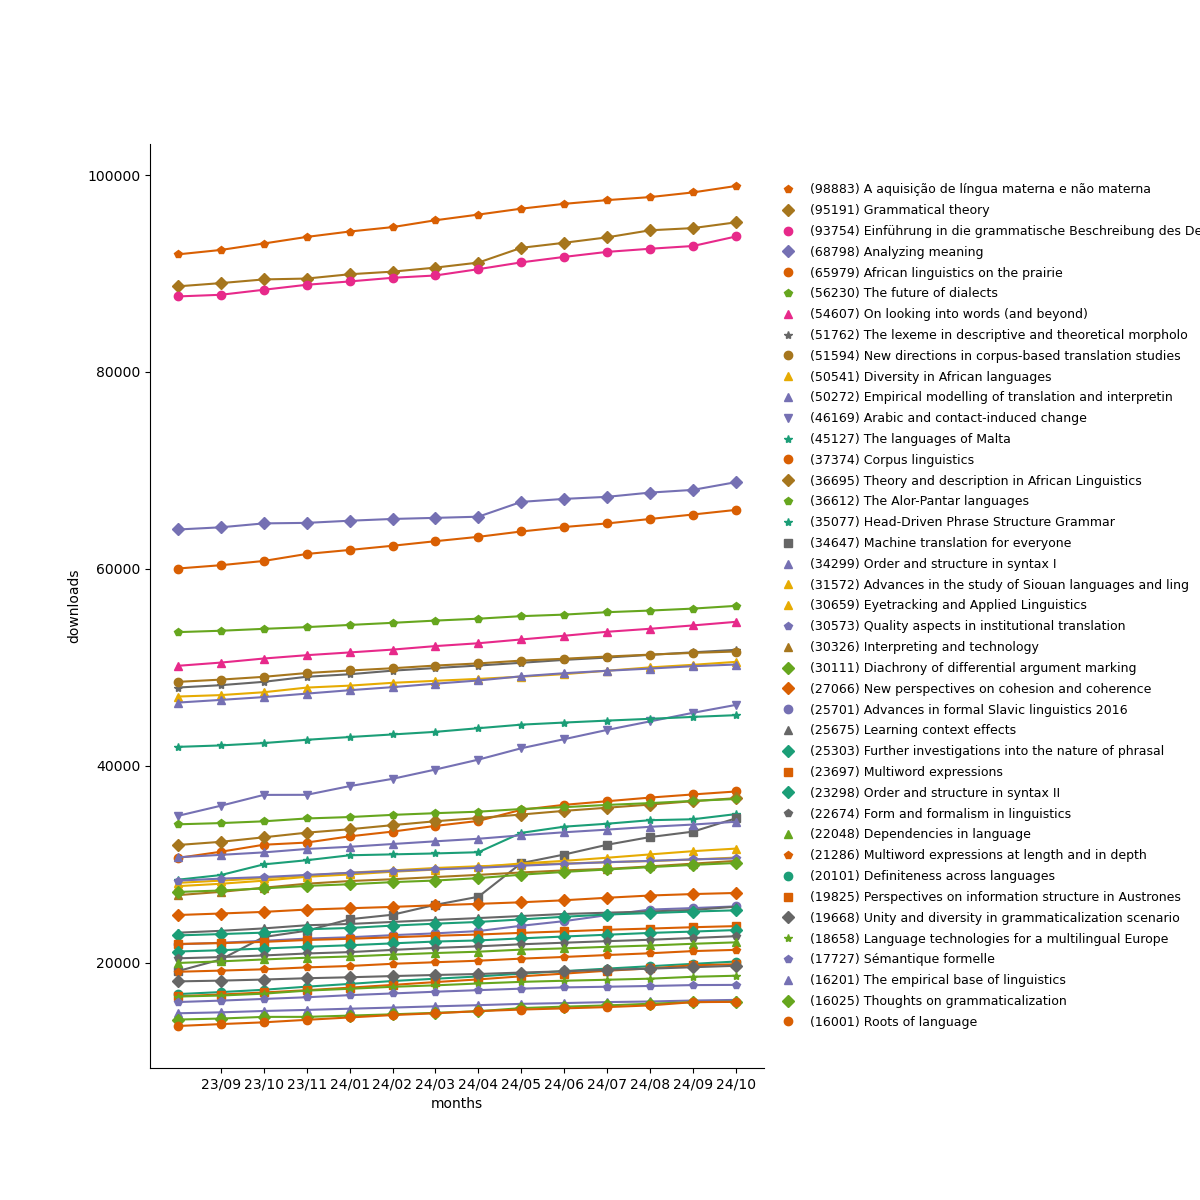 100000
80000
60000
40000
20000
downloads
23/09 23/10 23/11 24/01 24/02 24/03 24/04 24/05 24/06 24/07 24/08 24/09 24/10
months
(98883) A aquisição de língua materna e não materna
(95191) Grammatical theory
(93754) Einführung in die grammatische Beschreibung des De
(68798) Analyzing meaning
(65979) African linguistics on the prairie
(56230) The future of dialects
(54607) On looking into words (and beyond)
(51762) The lexeme in descriptive and theoretical morpholo
(51594) New directions in corpus-based translation studies
(50541) Diversity in African languages
(50272) Empirical modelling of translation and interpretin
(46169) Arabic and contact-induced change
(45127) The languages of Malta
(37374) Corpus linguistics
(36695) Theory and description in African Linguistics
(36612) The Alor-Pantar languages
(35077) Head-Driven Phrase Structure Grammar
(34647) Machine translation for everyone
(34299) Order and structure in syntax I
(31572) Advances in the study of Siouan languages and ling
(30659) Eyetracking and Applied Linguistics
(30573) Quality aspects in institutional translation
(30326) Interpreting and technology
(30111) Diachrony of differential argument marking
(27066) New perspectives on cohesion and coherence
(25701) Advances in formal Slavic linguistics 2016
(25675) Learning context effects
(25303) Further investigations into the nature of phrasal
(23697) Multiword expressions
(23298) Order and structure in syntax II
(22674) Form and formalism in linguistics
(22048) Dependencies in language
(21286) Multiword expressions at length and in depth
(20101) Definiteness across languages
(19825) Perspectives on information structure in Austrones
(19668) Unity and diversity in grammaticalization scenario
(18658) Language technologies for a multilingual Europe
(17727) Sémantique formelle
(16201) The empirical base of linguistics
(16025) Thoughts on grammaticalization
(16001) Roots of language